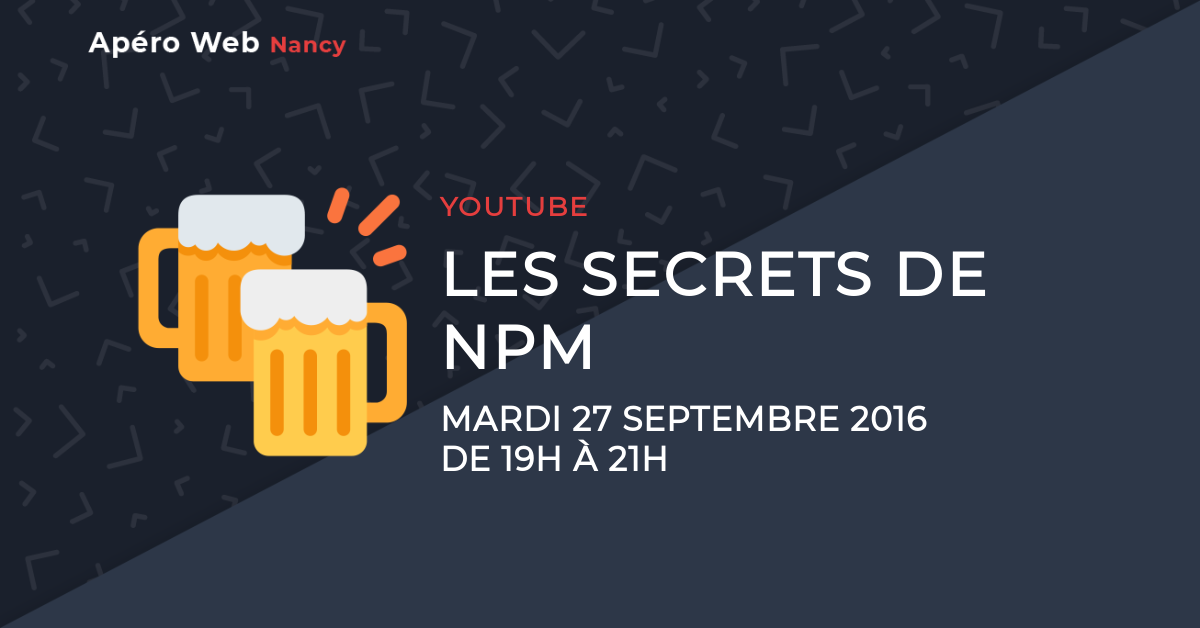 Apéro Web Nancy
YOUTUBE
LES SECRETS DE
NPM
MARDI 27 SEPTEMBRE 2016
DE 19H À 21H